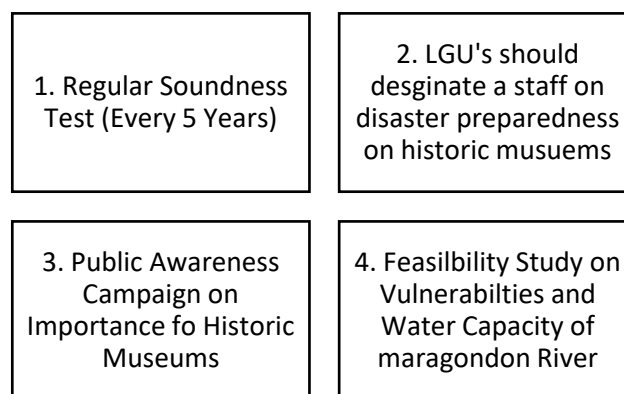 1. Regular Soundness
Test (Every 5 Years)
2. LGU's should
desginate a staff on
disaster preparedness
on historic musuems
3. Public Awareness
Campaign on
Importance fo Historic
Museums
4. Feasilbility Study on
Vulnerabilties and
Water Capacity of
maragondon River